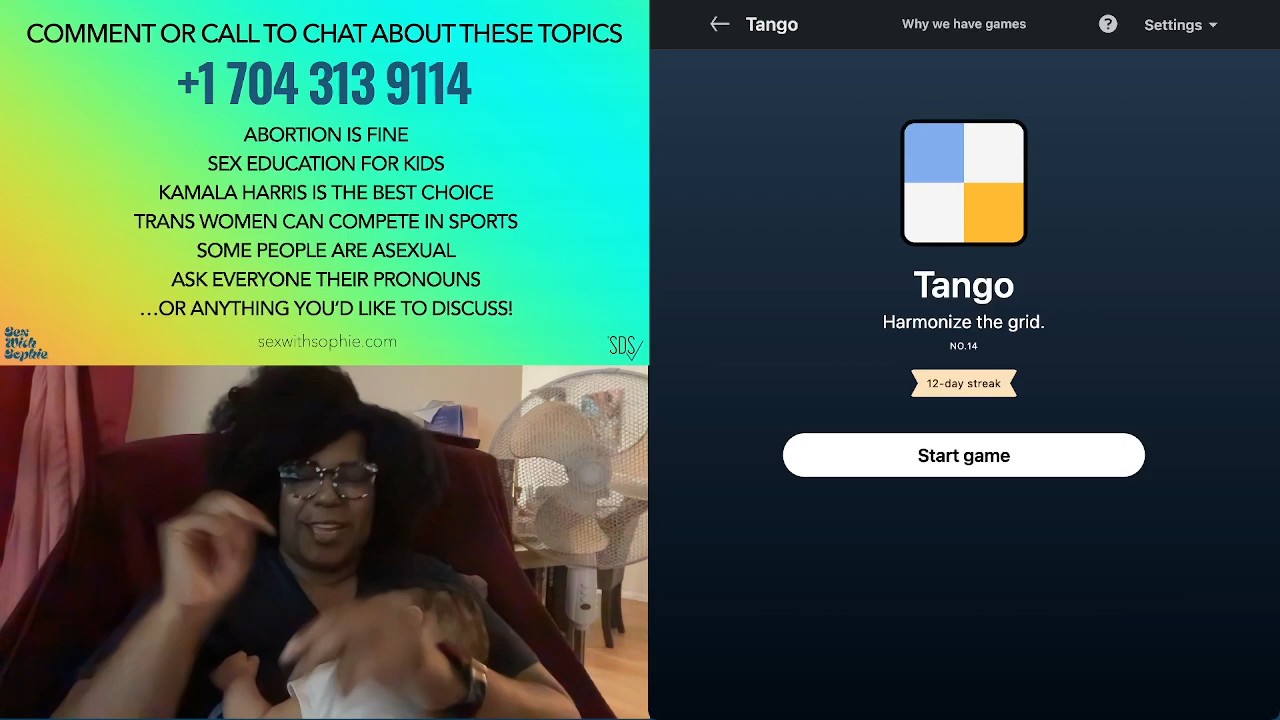 COMMENT OR CALL TO CHAT ABOUT THESE TOPICS
+1 704 313 9114
ABORTION IS FINE
SEX EDUCATION FOR KIDS
KAMALA HARRIS IS THE BEST CHOICE
TRANS WOMEN CAN COMPETE IN SPORTS
SOME PEOPLE ARE ASEXUAL
ASK EVERYONE THEIR PRONOUNS
...OR ANYTHING YOU'D LIKE TO DISCUSS!
sexwithsophie.com
Sex
With
Sophie
SDS
Tango
Why we have games
?
Settings
Tango
Harmonize the grid.
NO.14
12-day streak
Start game